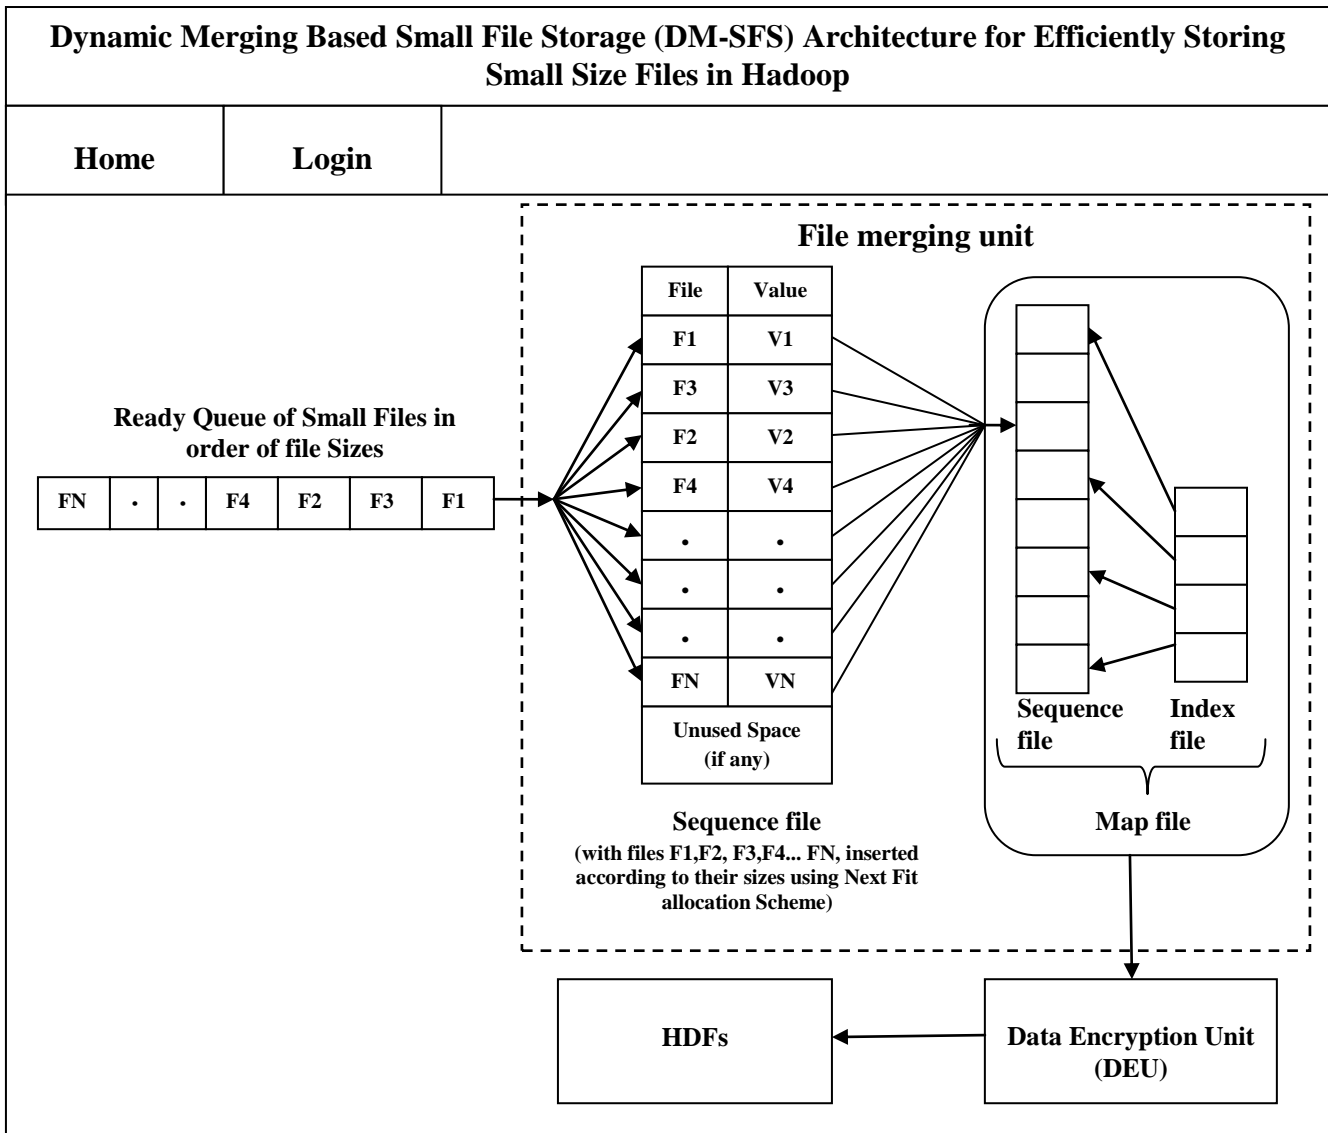 Dynamic Merging Based Small File Storage (DM-SFS) Architecture for Efficiently Storing
Small Size Files in Hadoop
Home Login
File merging unit
File Value
F1 V1
F3 V3
F2 V2
F4 V4
. .
. .
. .
FN VN
Unused Space
(if any)
Ready Queue of Small Files in
order of file Sizes
FN . . F4 F2 F3 F1
Sequence file
(with files F1,F2, F3,F4... FN, inserted
according to their sizes using Next Fit
allocation Scheme)
Sequence
file
Index
file
Map file
HDFs
Data Encryption Unit
(DEU)